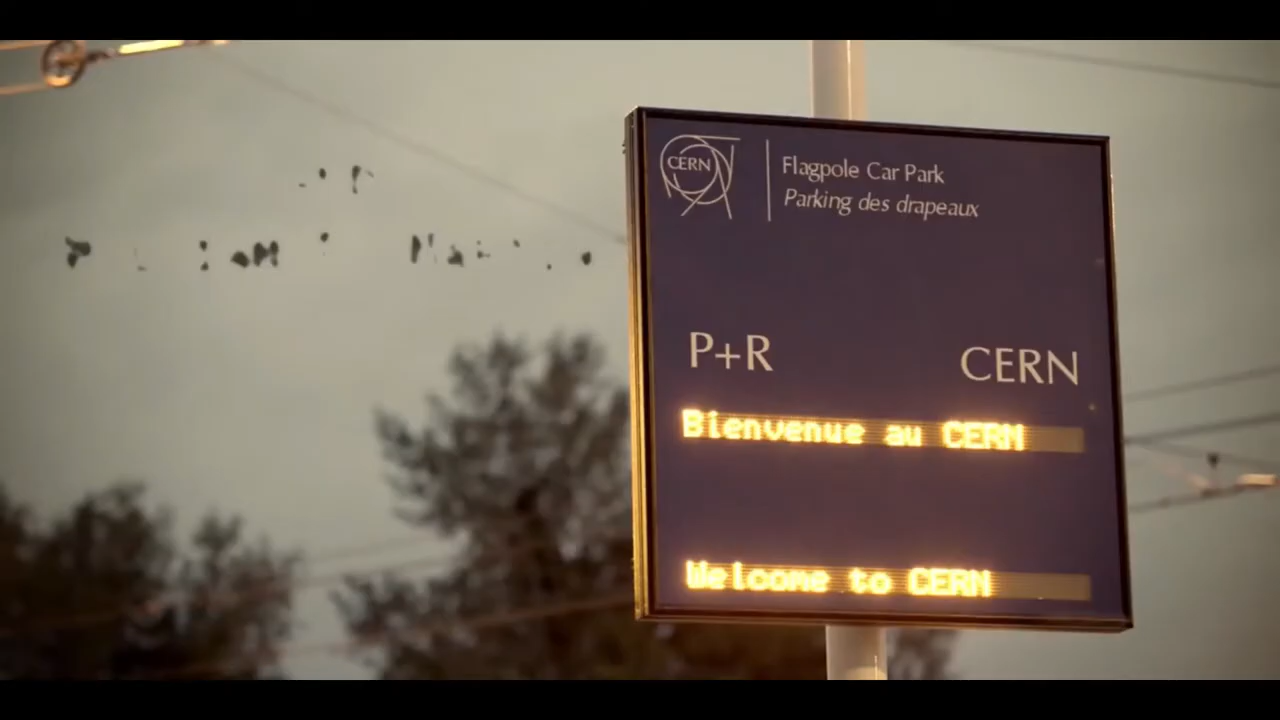 CERN
Flagpole Car Park
Parking des drapeaux
P+R CERN
Bienvenue au CERN
Welcome to CERN